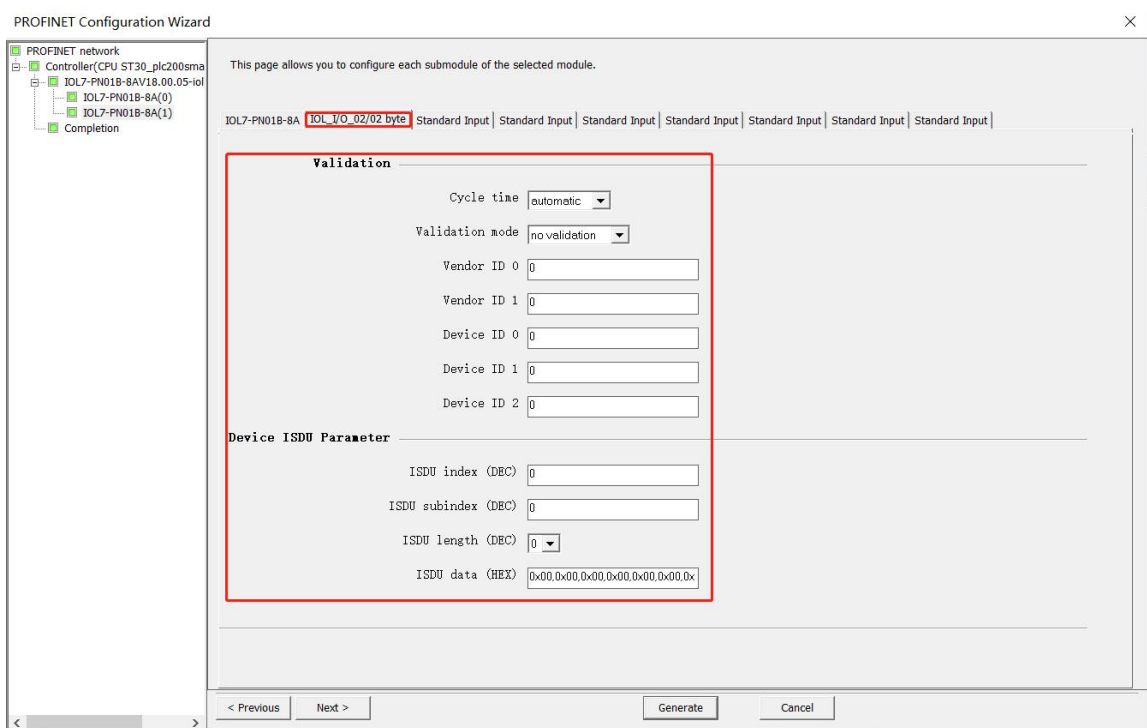 PROFINET Configuration Wizard
PROFINET network
Controller(CPU ST30_plc200sma
IOL7-PN01B-8AV18.00.05-iol
IOL7-PN01B-8A(0)
IOL7-PN01B-8A(1)
Completion
This page allows you to configure each submodule of the selected module.
IOL7-PN01B-8A IOL_I/O_02/02 byte Standard Input Standard Input Standard Input Standard Input Standard Input Standard Input Standard Input
Validation
Cycle time automatic
Validation mode no validation
Vendor ID 0 0
Vendor ID 1 0
Device ID 0 0
Device ID 1 0
Device ID 2 0
Device ISDU Parameter
ISDU index (DEC) 0
ISDU subindex (DEC) 0
ISDU length (DEC) 0
ISDU data (HEX) 0x00,0x00,0x00,0x00,0x00,0x00,0x
< Previous Next > Generate Cancel